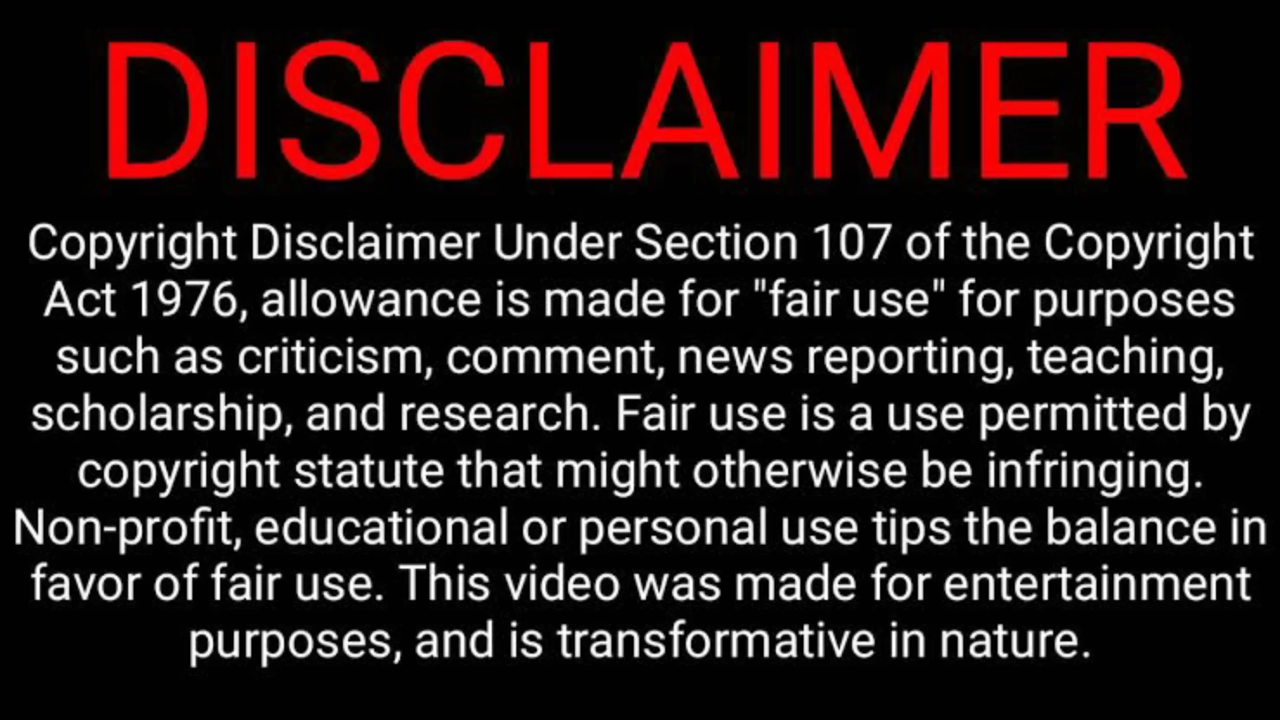 DISCLAIMER
Copyright Disclaimer Under Section 107 of the Copyright
Act 1976, allowance is made for "fair use" for purposes
such as criticism, comment, news reporting, teaching,
scholarship, and research. Fair use is a use permitted by
copyright statute that might otherwise be infringing.
Non-profit, educational or personal use tips the balance in
favor of fair use. This video was made for entertainment
purposes, and is transformative in nature.